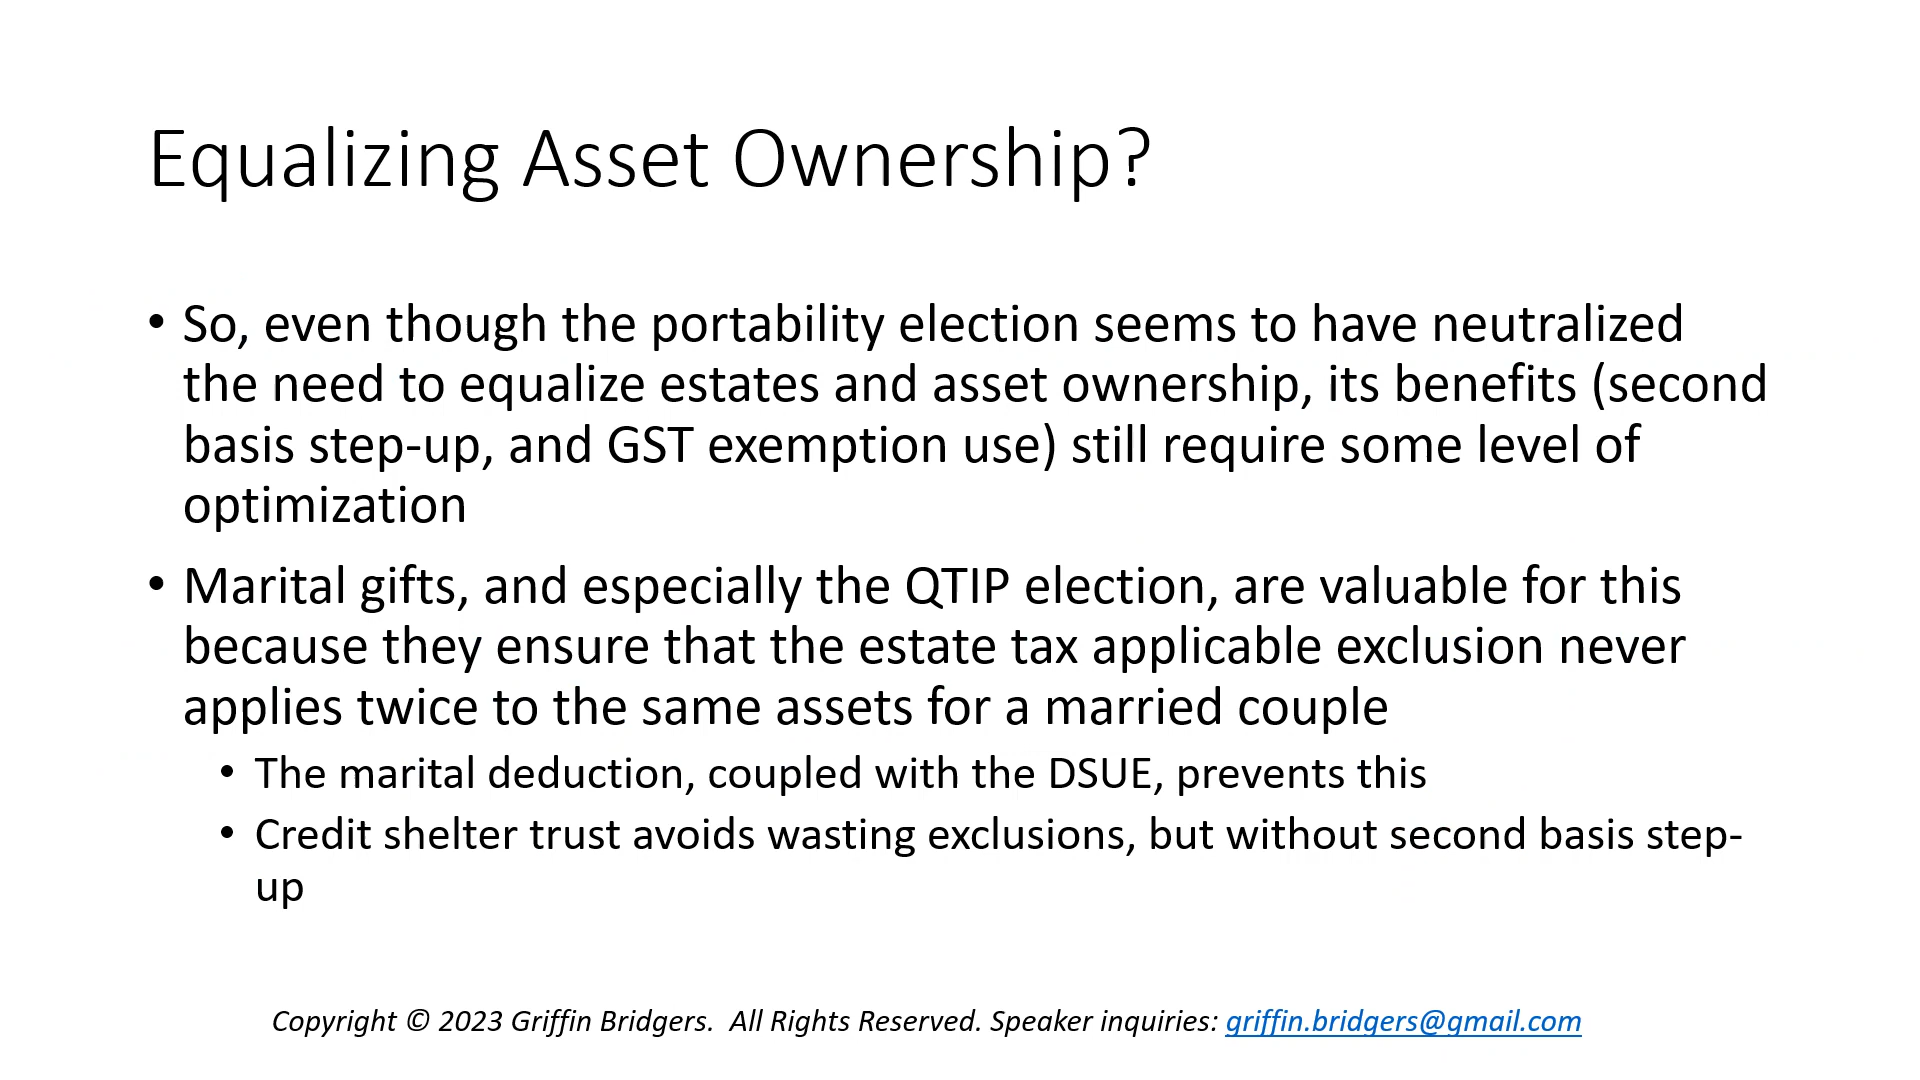 Equalizing Asset Ownership?
• So, even though the portability election seems to have neutralized
the need to equalize estates and asset ownership, its benefits (second
basis step-up, and GST exemption use) still require some level of
optimization
• Marital gifts, and especially the QTIP election, are valuable for this
because they ensure that the estate tax applicable exclusion never
applies twice to the same assets for a married couple
• The marital deduction, coupled with the DSUE, prevents this
• Credit shelter trust avoids wasting exclusions, but without second basis step-
up
Copyright © 2023 Griffin Bridgers.  All Rights Reserved. Speaker inquiries: griffin.bridgers@gmail.com